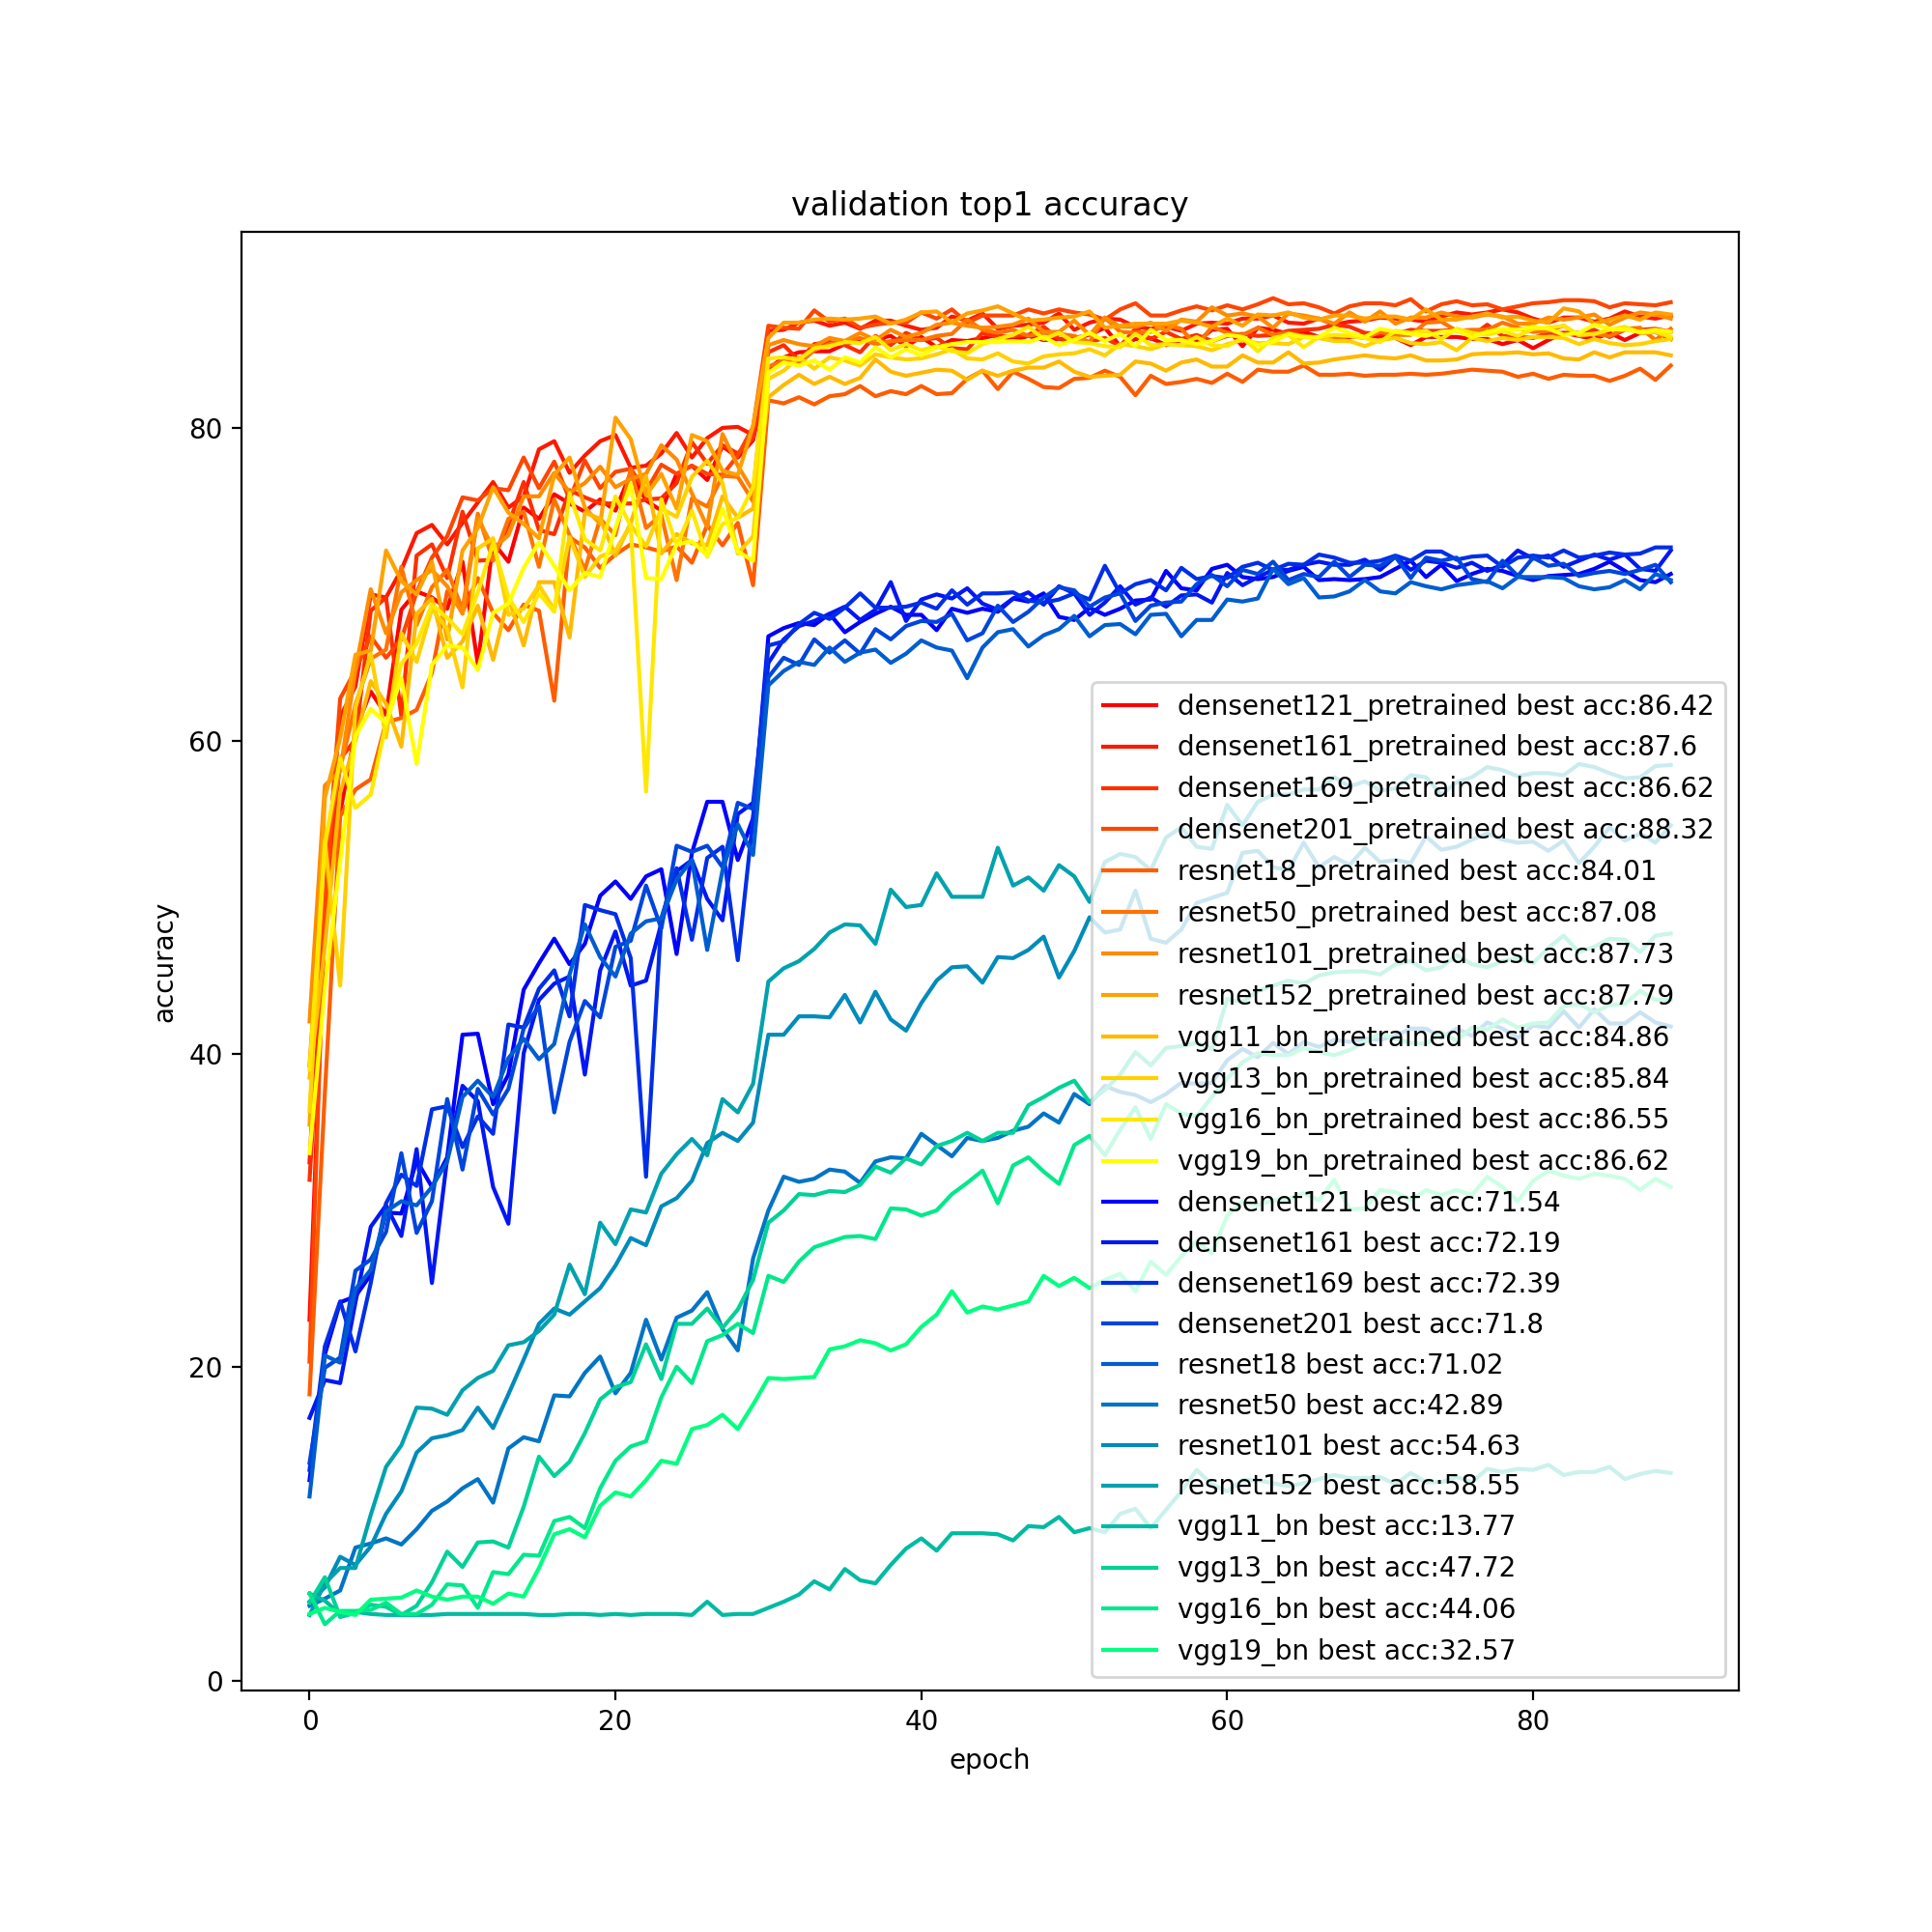 validation top1 accuracy
80
60
40
20
0
accuracy
0 20 40 60 80
epoch
densenet121_pretrained best acc:86.42
densenet161_pretrained best acc:87.6
densenet169_pretrained best acc:86.62
densenet201_pretrained best acc:88.32
resnet18_pretrained best acc:84.01
resnet50_pretrained best acc:87.08
resnet101_pretrained best acc:87.73
resnet152_pretrained best acc:87.79
vgg11_bn_pretrained best acc:84.86
vgg13_bn_pretrained best acc:85.84
vgg16_bn_pretrained best acc:86.55
vgg19_bn_pretrained best acc:86.62
densenet121 best acc:71.54
densenet161 best acc:72.19
densenet169 best acc:72.39
densenet201 best acc:71.8
resnet18 best acc:71.02
resnet50 best acc:42.89
resnet101 best acc:54.63
resnet152 best acc:58.55
vgg11_bn best acc:13.77
vgg13_bn best acc:47.72
vgg16_bn best acc:44.06
vgg19_bn best acc:32.57